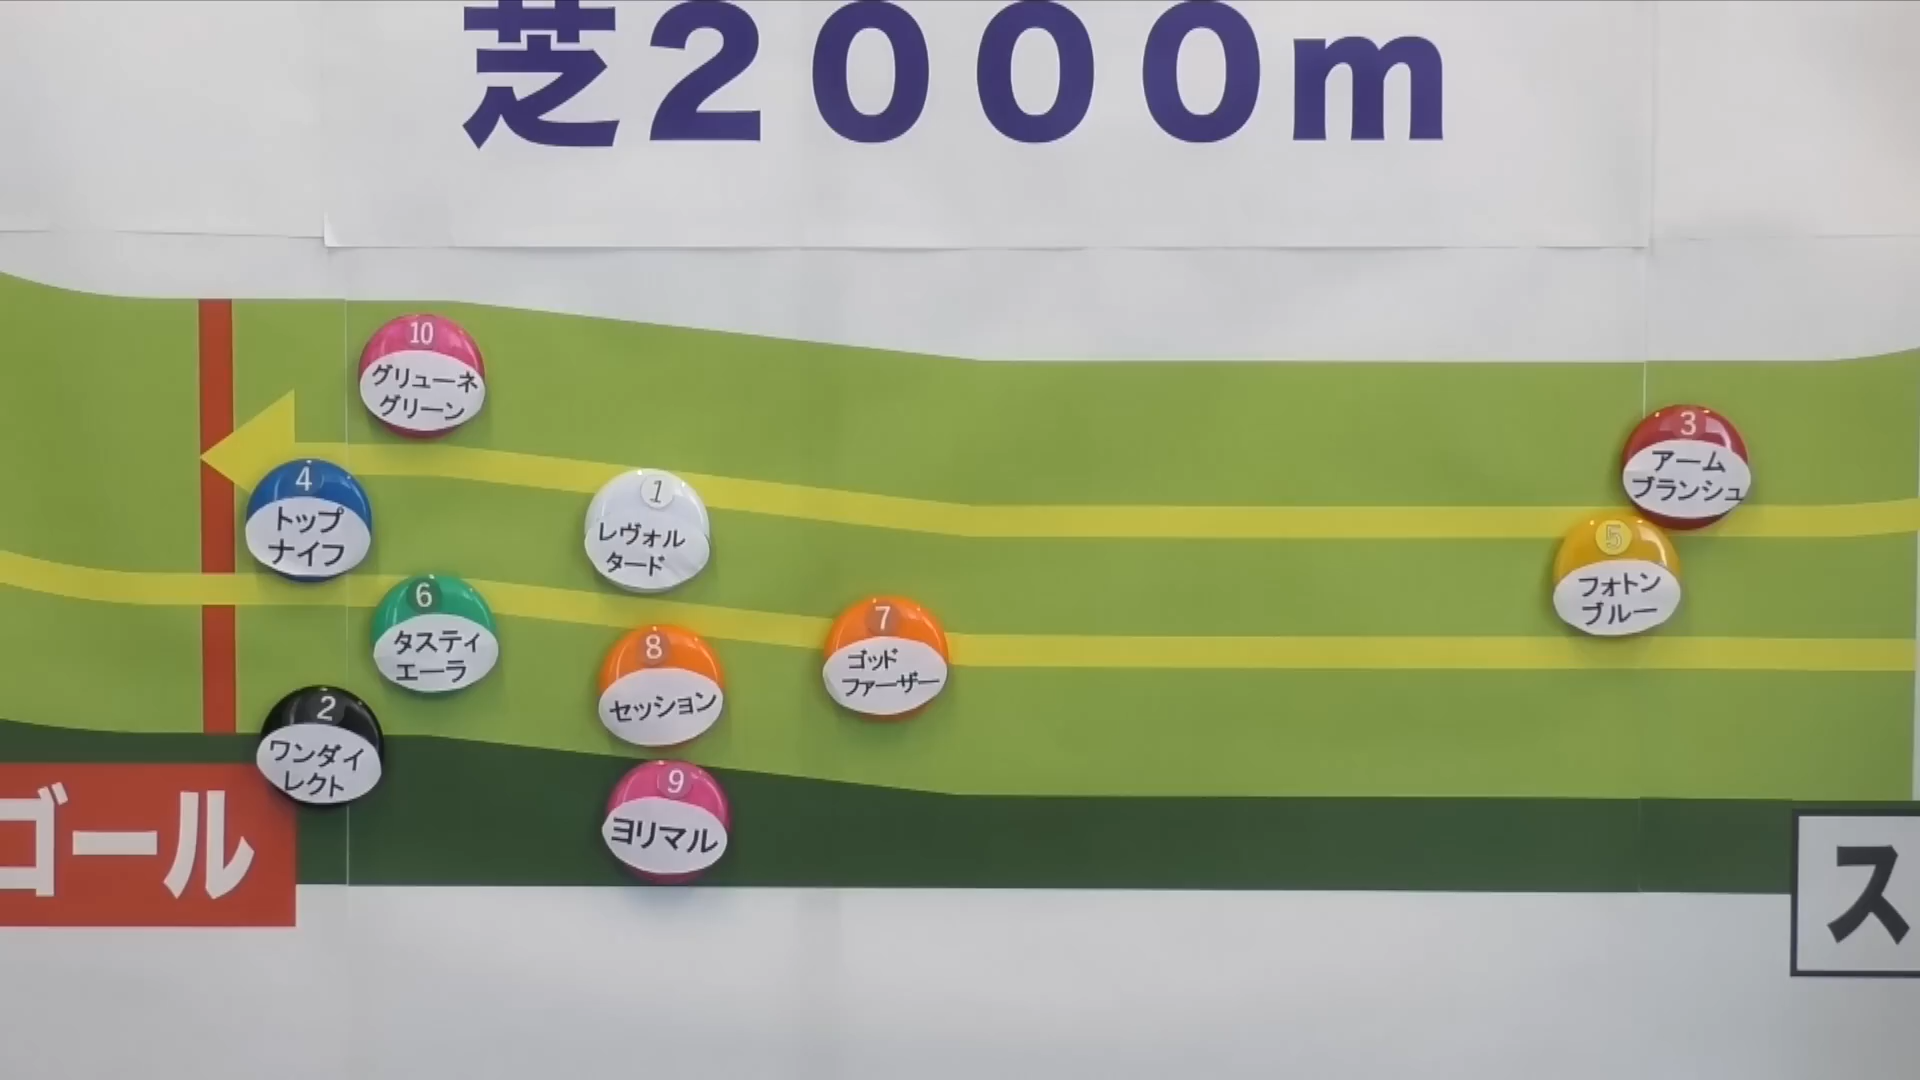 芝2000m
10
グリューネ
グリーン
3
アーム
ブランシュ
4
トップ
ナイフ
1
レヴォル
タード
5
フォトン
ブルー
6
タスティ
エーラ
8
セッション
7
ゴッド
ファーザー
2
ワンダイ
レクト
9
ヨリマル
ゴール
ス